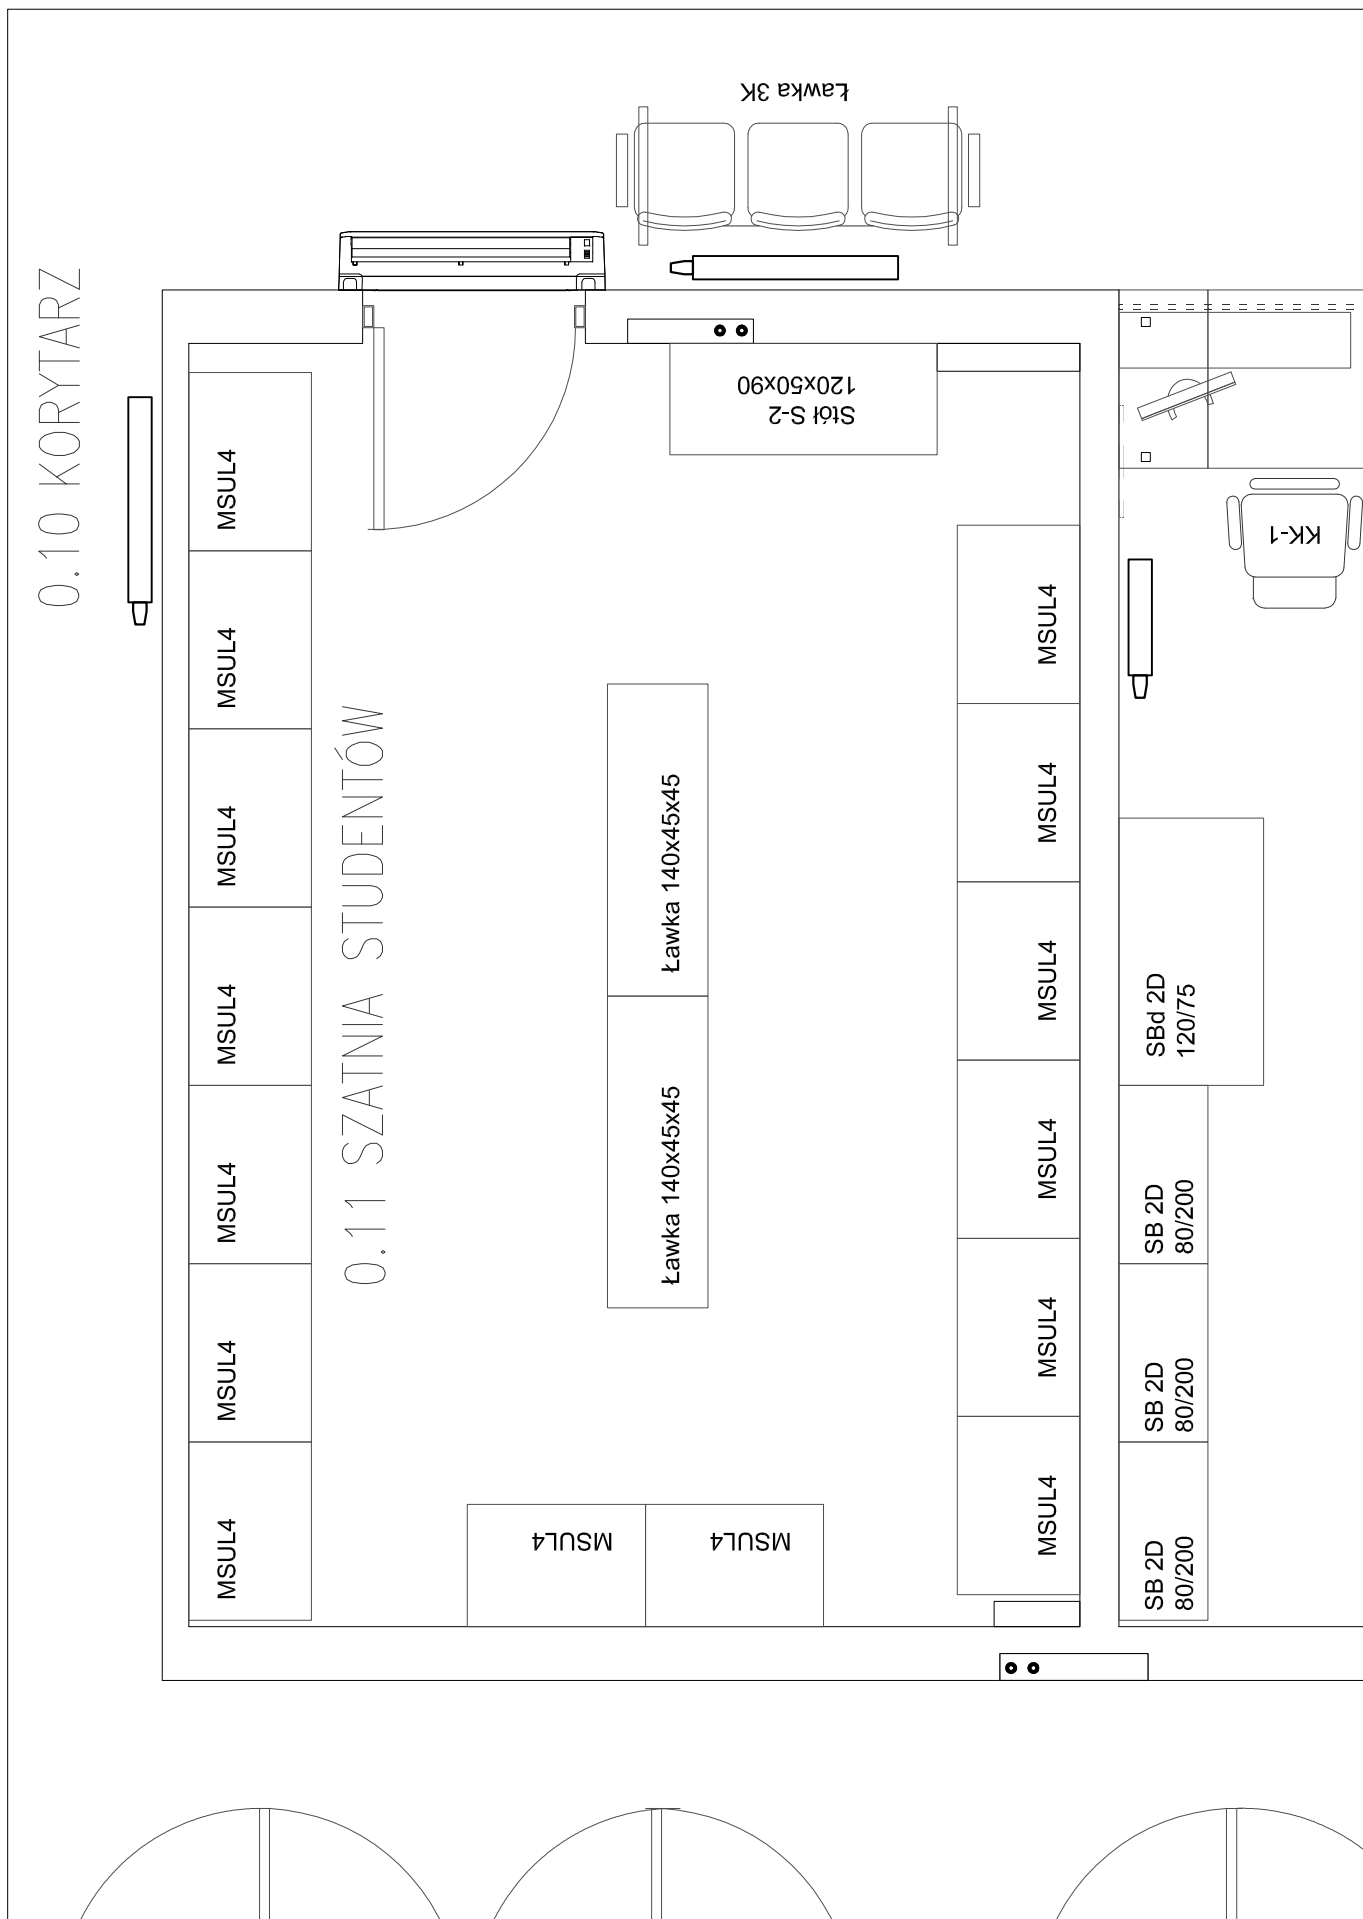 Ławka 3K
0.10 KORYTARZ
Stół S-2
120x50x90
KK-1
0.11 SZATNIA STUDENTÓW
MSUL4
MSUL4
MSUL4
MSUL4
MSUL4
MSUL4
MSUL4
Ławka 140x45x45
Ławka 140x45x45
MSUL4
MSUL4
MSUL4
MSUL4
MSUL4
MSUL4
MSUL4
MSUL4
SBd 2D
120/75
SB 2D
80/200
SB 2D
80/200
SB 2D
80/200